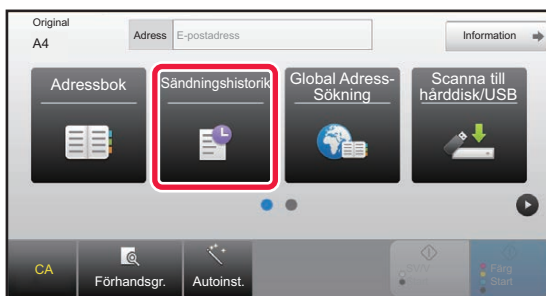 Original
A4
Adress E-postadress
Information
Adressbok
Sändningshistorik
Global Adress-
Sökning
Scanna till
hårddisk/USB
CA
Förhandsgr.
Autoinst.
Färg
Start